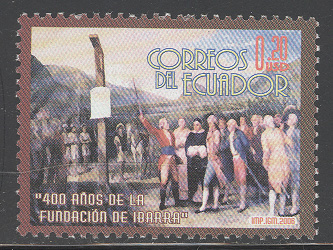 CORREOS
DEL ECUADOR
0.20
"400 AÑOS DE LA
FUNDACIÓN DE IBARRA"
IMP. IGM. 2006